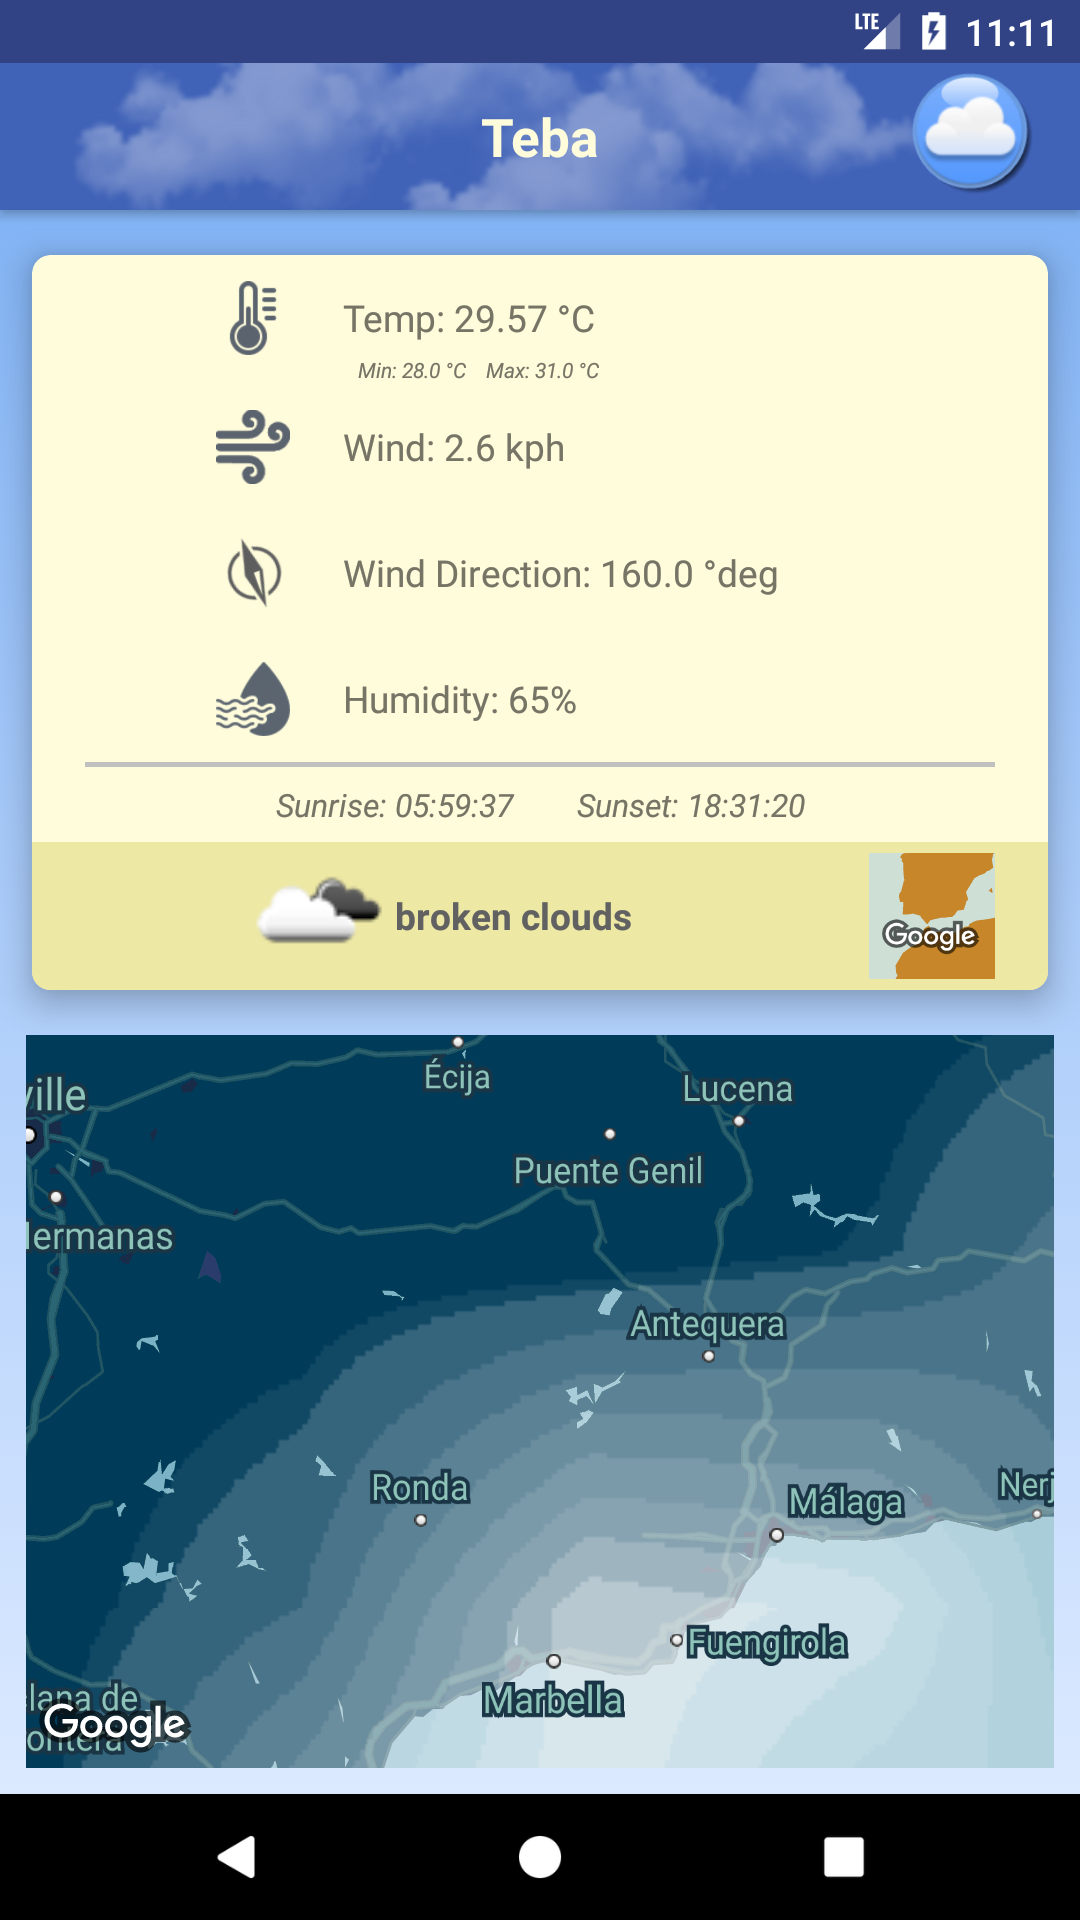 LTE 11:11
Teba
Temp: 29.57 °C
Min: 28.0 °C Max: 31.0 °C
Wind: 2.6 kph
Wind Direction: 160.0 °deg
Humidity: 65%
Sunrise: 05:59:37 Sunset: 18:31:20
broken clouds
Google
Écija
ville
Lucena
Puente Genil
Hermanas
Antequera
Ronda
Málaga
Nerj
Fuengirola
Marbella
lana de
ontera
Google